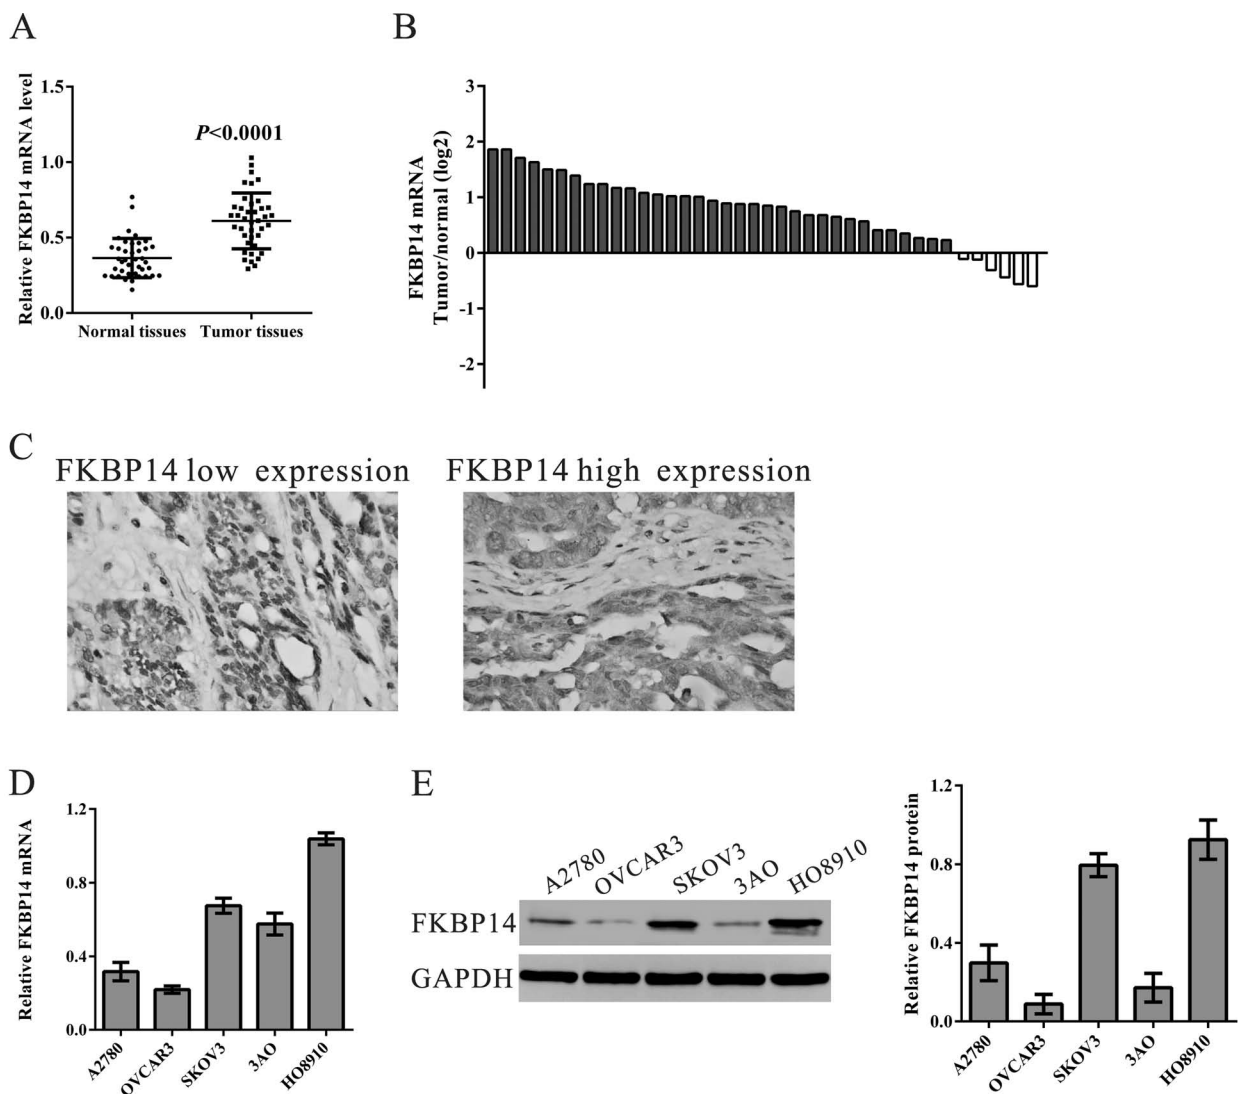 A
Relative FKBP14 mRNA level
1.5
1.0
0.5
0.0
P<0.0001
Normal tissues
Tumor tissues
B
FKBP14 mRNA
Tumor/normal (log2)
3
2
1
0
-1
-2
C
FKBP14 low expression
FKBP14 high expression
D
Relative FKBP14 mRNA
1.2
0.8
0.4
0.0
A2780
OVCAR3
SKOV3
3AO
HO8910
E
A2780
OVCAR3
SKOV3
3AO
HO8910
FKBP14
GAPDH
Relative FKBP14 protein
1.2
0.8
0.4
0.0
A2780
OVCAR3
SKOV3
3AO
HO8910